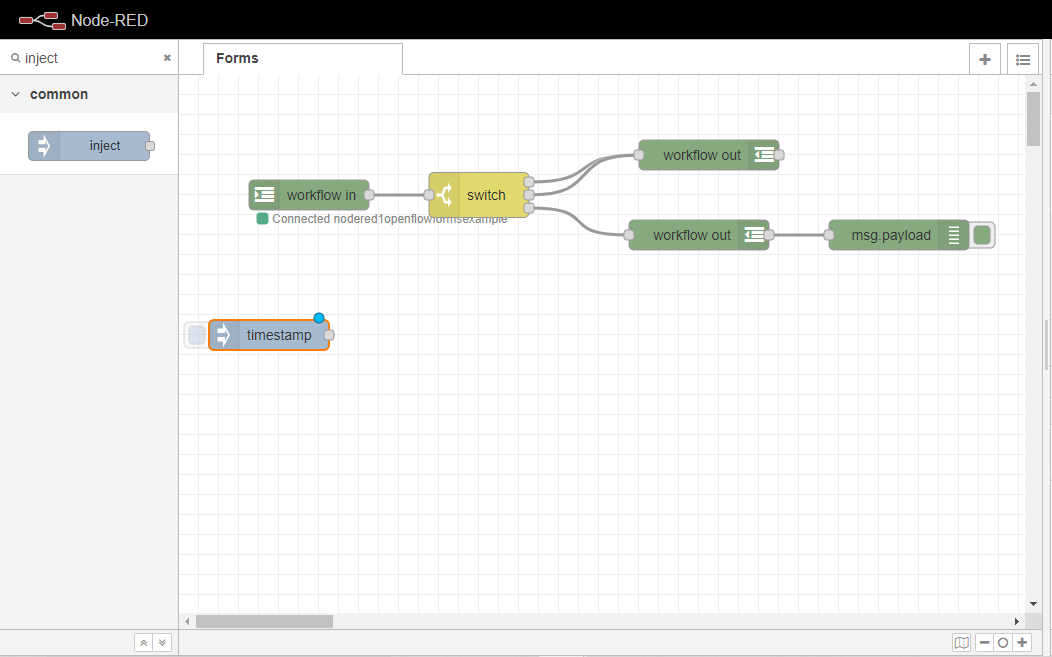 Node-RED
inject
Forms
common
inject
workflow out
workflow in
switch
Connected nodered1openflowformsexample
workflow out
msg.payload
timestamp